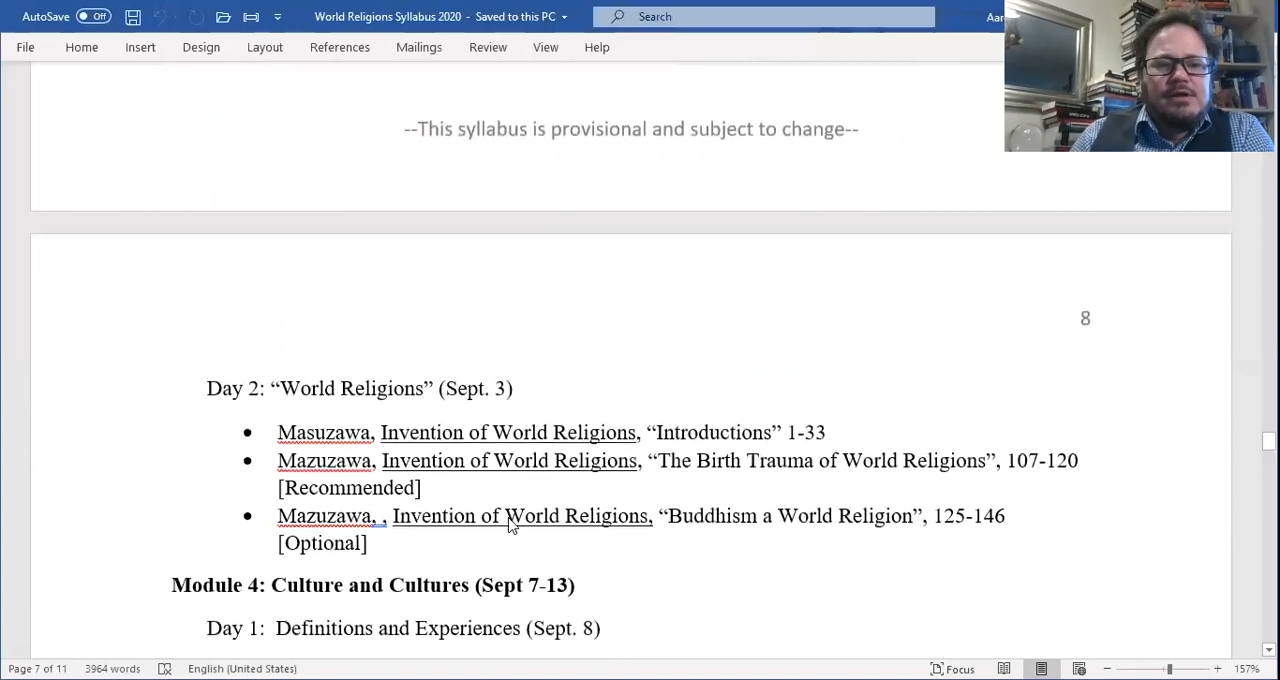 AutoSave Off World Religions Syllabus 2020 - Saved to this PC Search Aar
File Home Insert Design Layout References Mailings Review View Help
--This syllabus is provisional and subject to change--
8
Day 2: “World Religions” (Sept. 3)
• Masuzawa, Invention of World Religions, “Introductions” 1-33
• Mazuzawa, Invention of World Religions, “The Birth Trauma of World Religions”, 107-120
[Recommended]
• Mazuzawa, , Invention of World Religions, “Buddhism a World Religion”, 125-146
[Optional]
Module 4: Culture and Cultures (Sept 7-13)
Day 1: Definitions and Experiences (Sept. 8)
Page 7 of 11 3964 words English (United States) Focus 157%